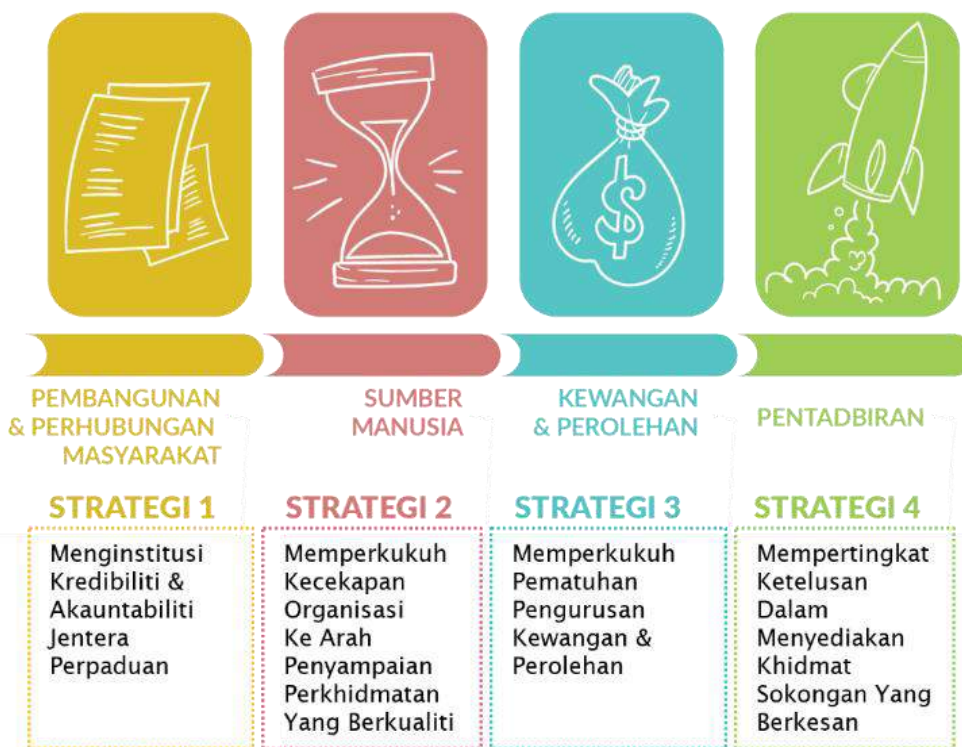 PEMBANGUNAN
& PERHUBUNGAN
MASYARAKAT
SUMBER
MANUSIA
KEWANGAN
& PEROLEHAN
PENTADBIRAN
STRATEGI 1
Menginstitusi
Kredibiliti &
Akauntabiliti
Jentera
Perpaduan
STRATEGI 2
Memperkukuh
Kecekapan
Organisasi
Ke Arah
Penyampaian
Perkhidmatan
Yang Berkualiti
STRATEGI 3
Memperkukuh
Pematuhan
Pengurusan
Kewangan &
Perolehan
STRATEGI 4
Mempertingkat
Ketelusan
Dalam
Menyediakan
Khidmat
Sokongan Yang
Berkesan